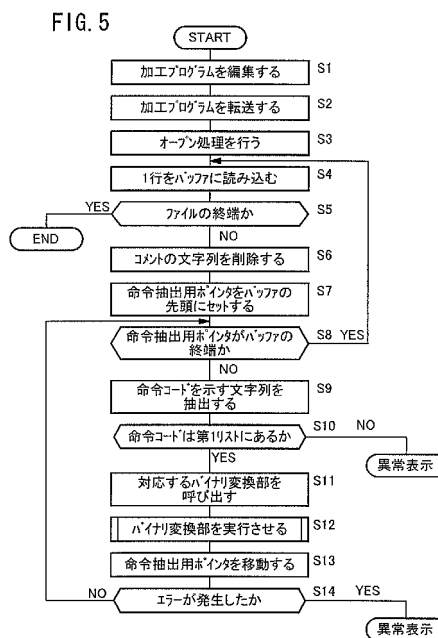 FIG. 5
START
加工プログラムを編集する S1
加工プログラムを転送する S2
オープン処理を行う S3
1行をバッファに読み込む S4
YES ファイルの終端か S5
END
NO
コメントの文字列を削除する S6
命令抽出用ポインタをバッファの
先頭にセットする S7
命令抽出用ポインタがバッファの
終端か S8 YES
NO
命令コードを示す文字列を
抽出する S9
命令コードは第1リストにあるか S10 NO
異常表示
YES
対応するバイナリ変換部を
呼び出す S11
バイナリ変換部を実行させる S12
命令抽出用ポインタを移動する S13
NO エラーが発生したか S14 YES
異常表示